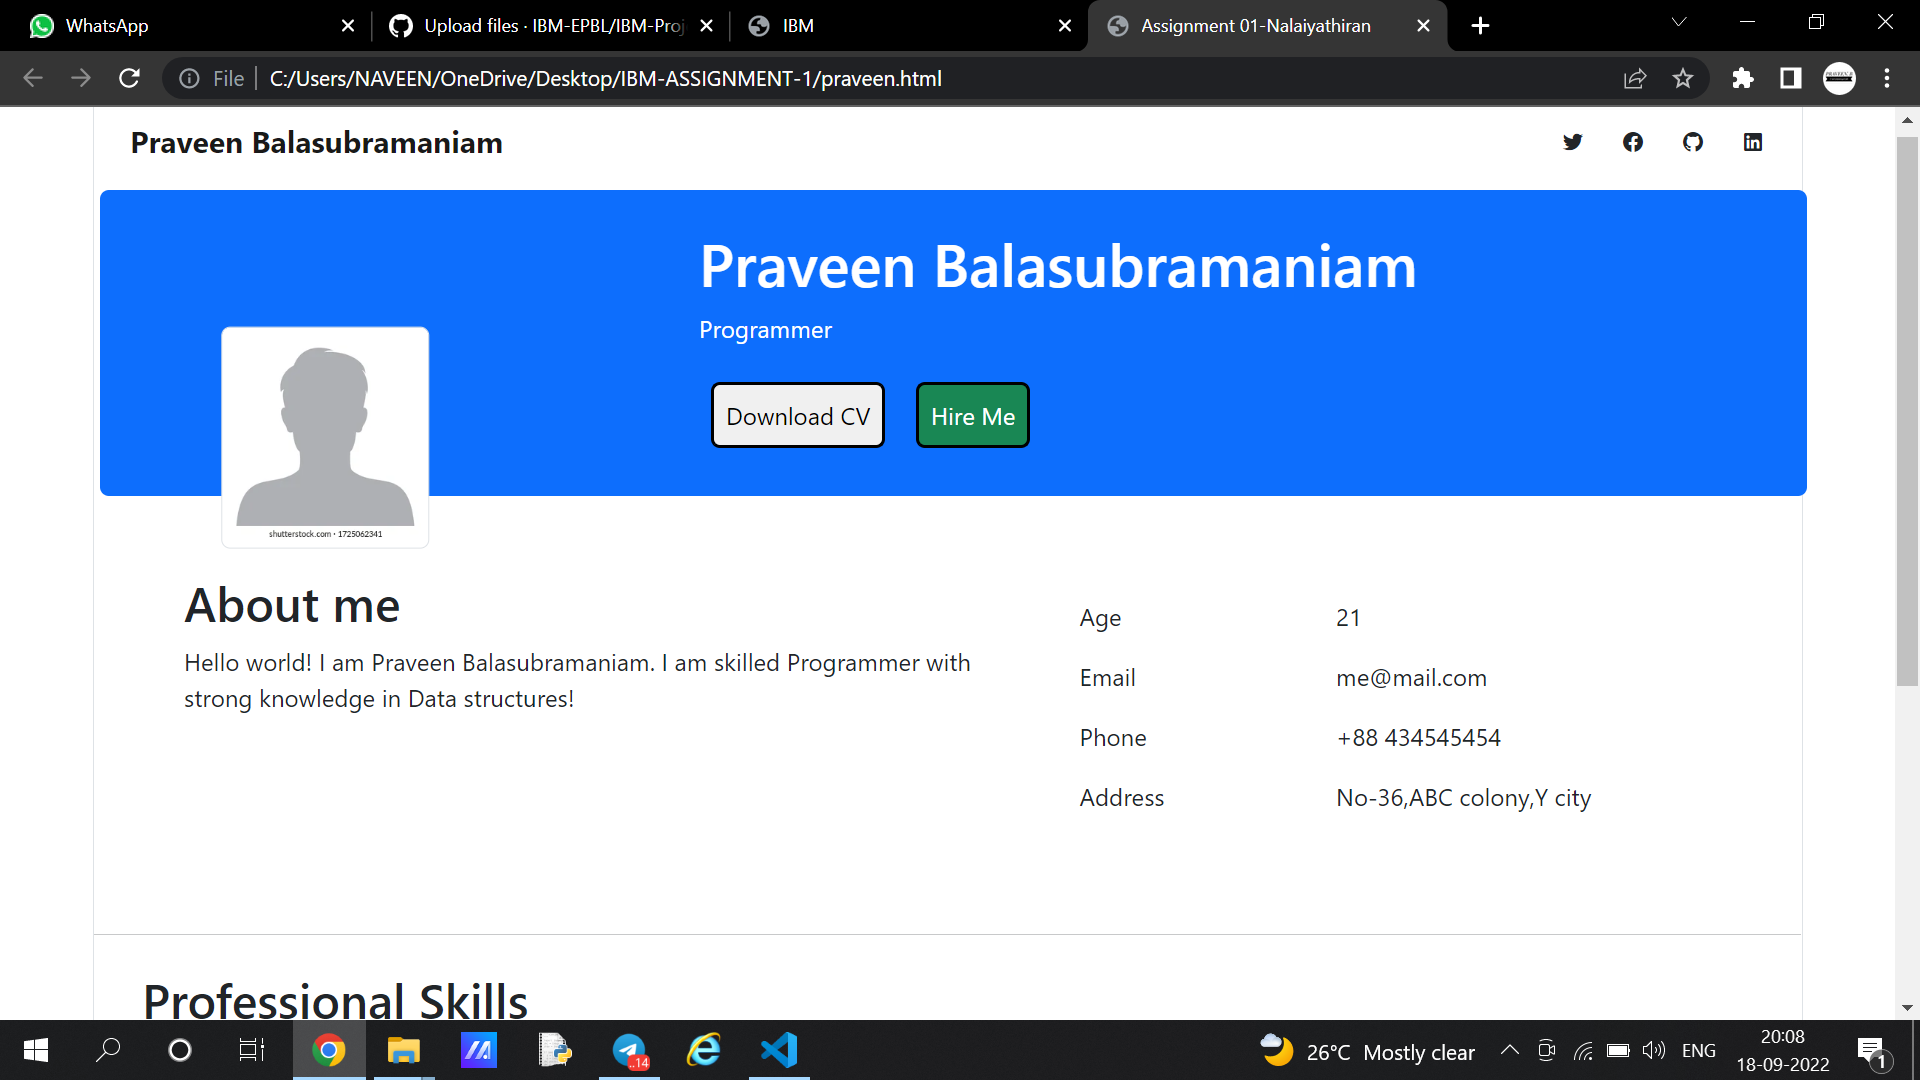 WhatsApp
Upload files · IBM-EPBL/IBM-Proj
IBM
Assignment 01-Nalaiyathiran
File
C:/Users/NAVEEN/OneDrive/Desktop/IBM-ASSIGNMENT-1/praveen.html
Praveen Balasubramaniam
Praveen Balasubramaniam
Programmer
Download CV
Hire Me
shutterstock.com · 1725062341
About me
Hello world! I am Praveen Balasubramaniam. I am skilled Programmer with
strong knowledge in Data structures!
Age 21
Email me@mail.com
Phone +88 434545454
Address No-36,ABC colony,Y city
Professional Skills
..14
26°C Mostly clear
ENG
20:08
18-09-2022
1